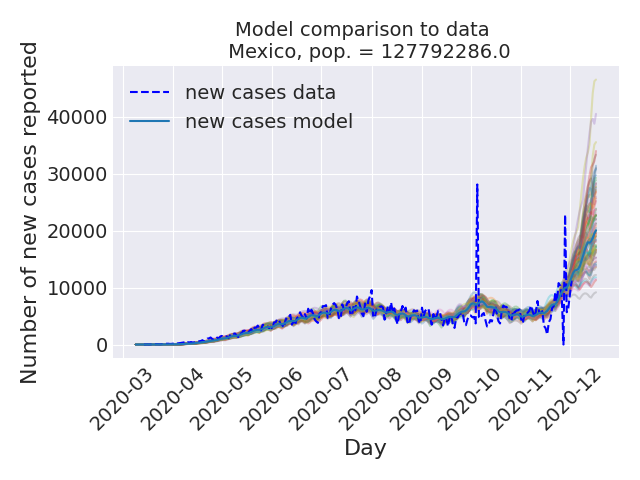 Model comparison to data
Mexico, pop. = 127792286.0
Number of new cases reported
40000
30000
20000
10000
0
new cases data
new cases model
2020-03
2020-04
2020-05
2020-06
2020-07
2020-08
2020-09
2020-10
2020-11
2020-12
Day